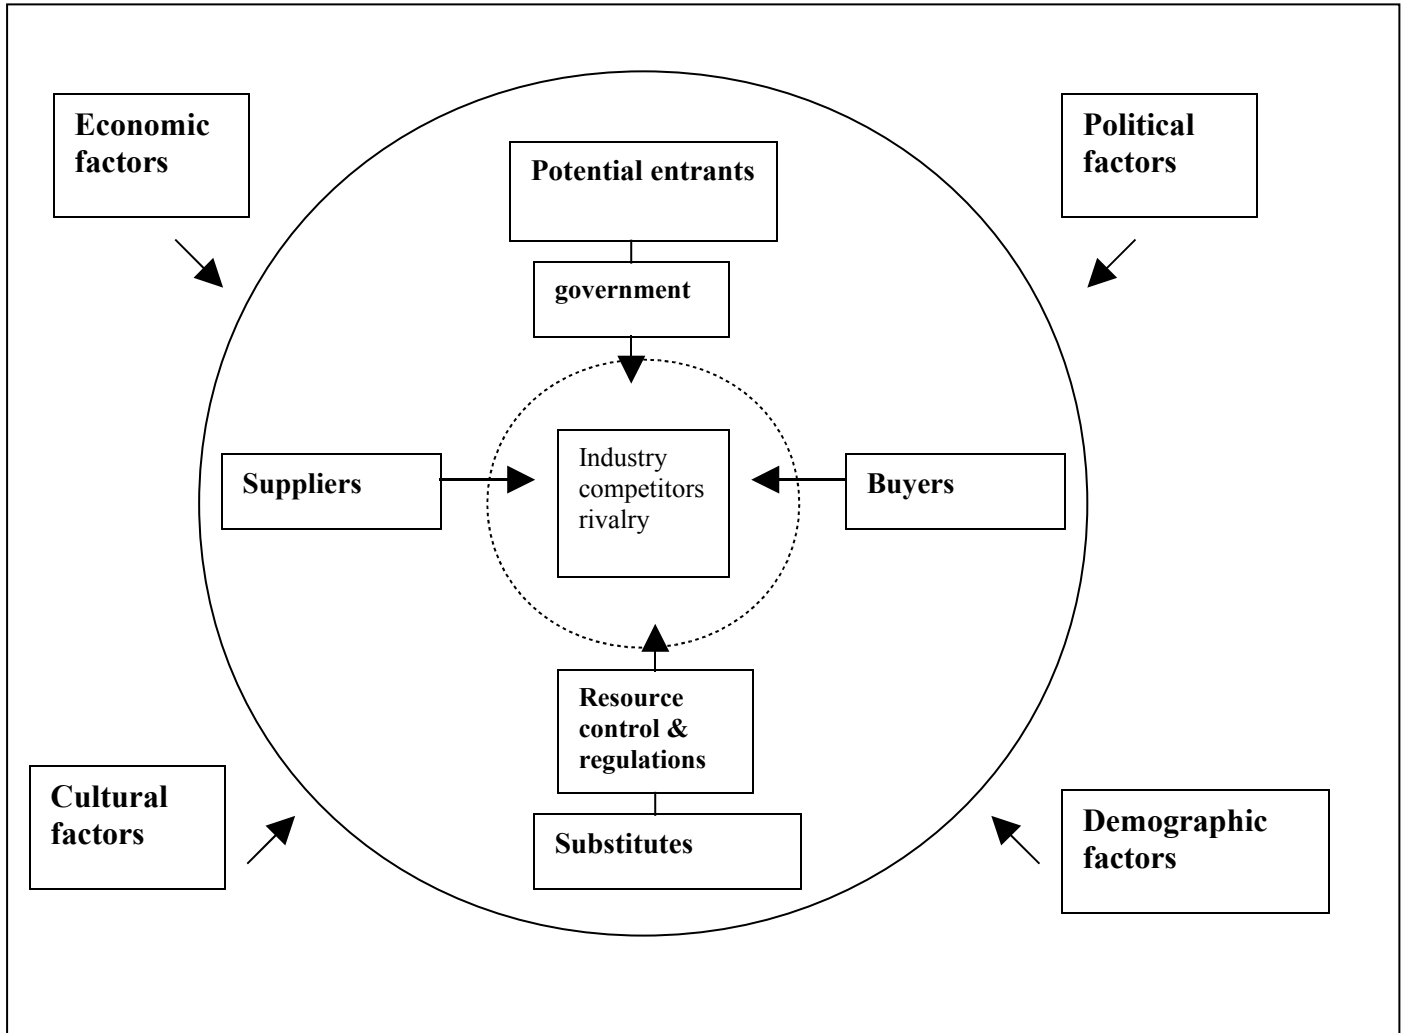 Economic
factors
Political
factors
Potential entrants
government
Suppliers
Industry
competitors
rivalry
Buyers
Resource
control &
regulations
Substitutes
Cultural
factors
Demographic
factors